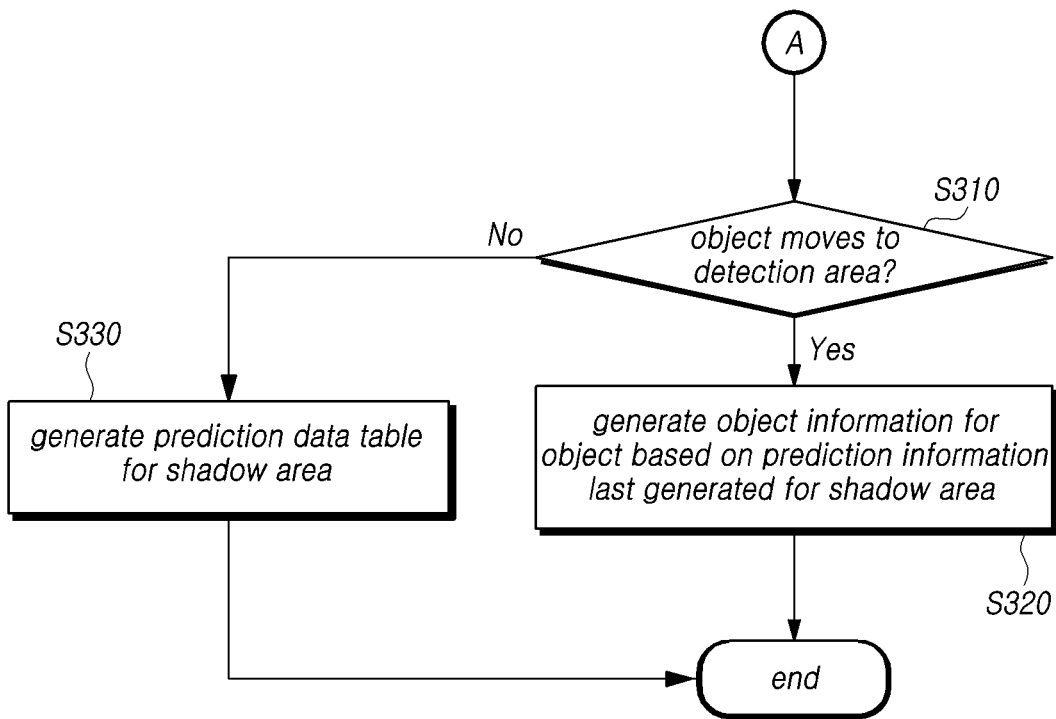 A
S310
object moves to
detection area?
No
Yes
S330
generate prediction data table
for shadow area
generate object information for
object based on prediction information
last generated for shadow area
S320
end